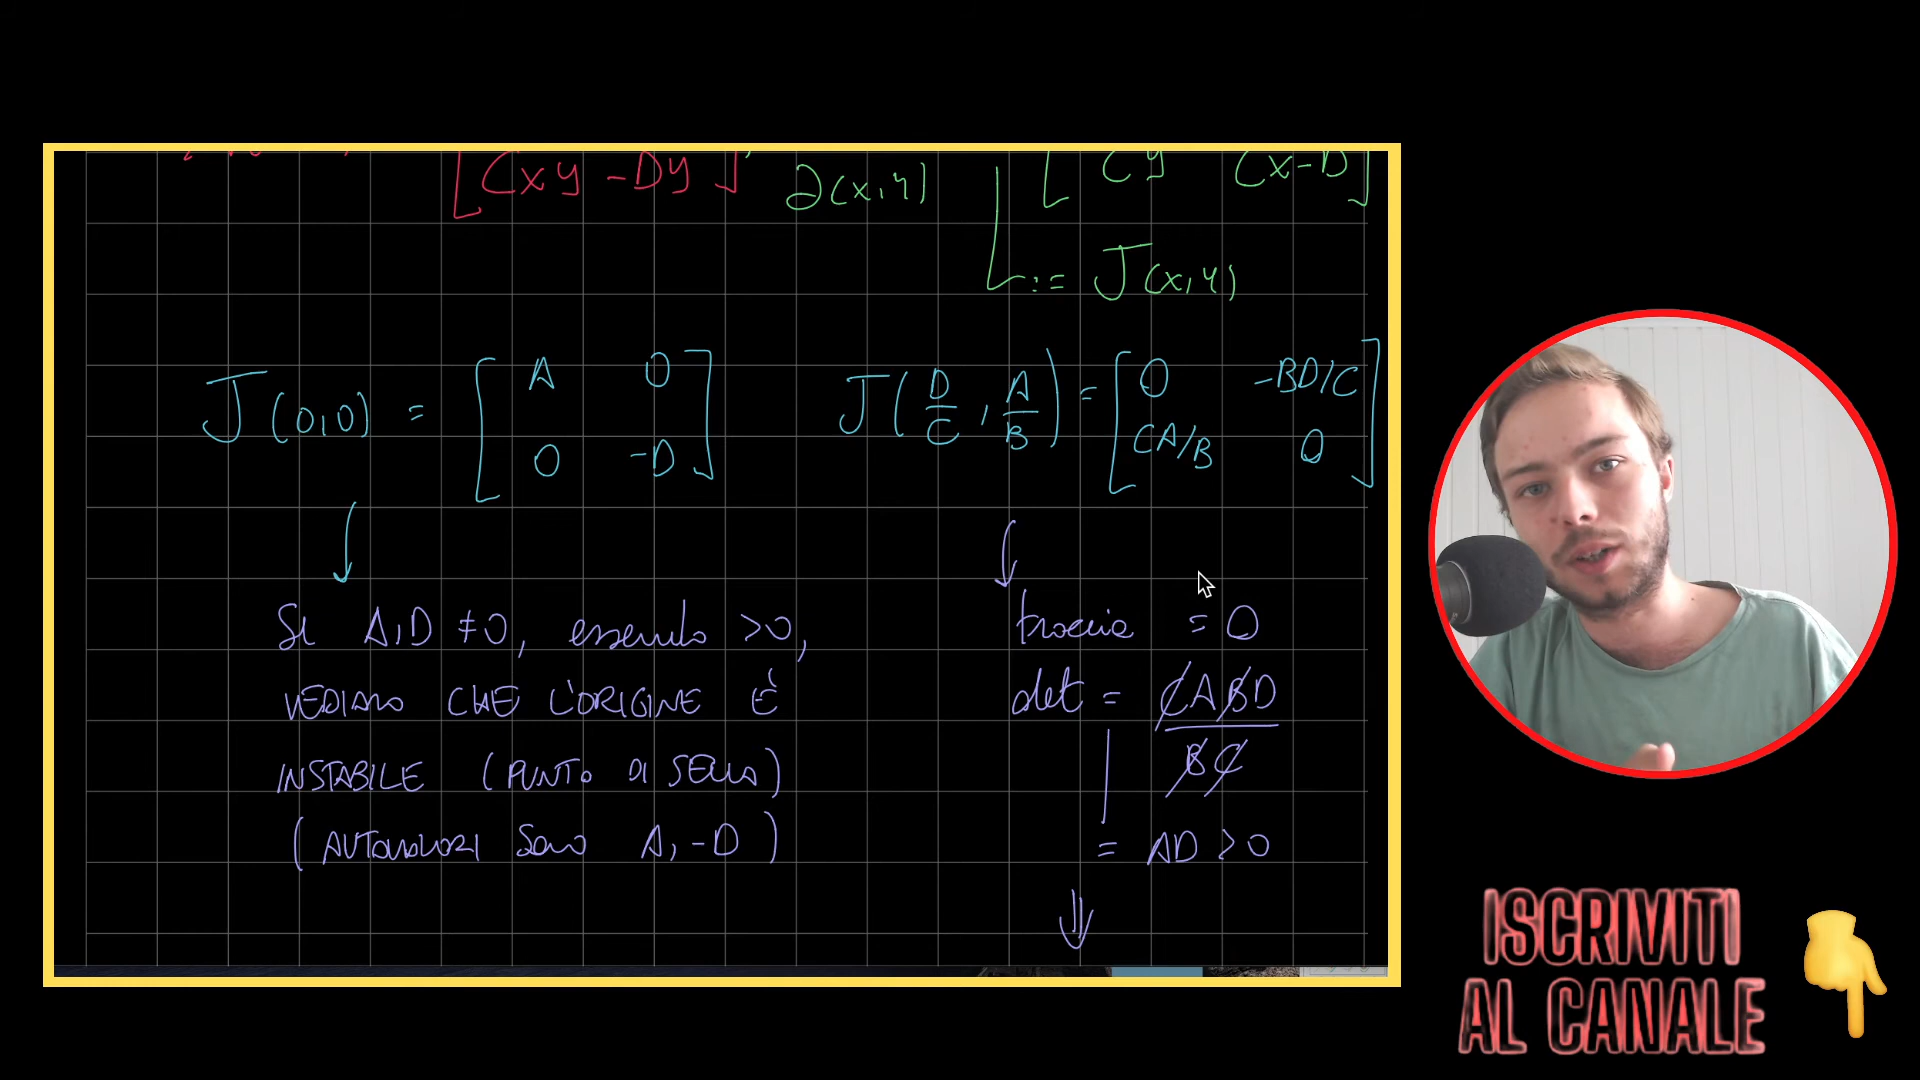 [Cxy -Dy]
∂(x,y)
[Cy Cx-D]
:= J(x,y)
J(0,0) = [A 0
0 -D]
J(D/C, A/B) = [0 -BD/C
CA/B 0]
Se A,D ≠0, essendo >0,
VEDIAMO CHE L'ORIGINE È
INSTABILE (PUNTO DI SELLA)
(AUTOVALORI SONO A, -D)
traccia = 0
det = CABD
BC
= AD >0
⇓
ISCRIVITI
AL CANALE